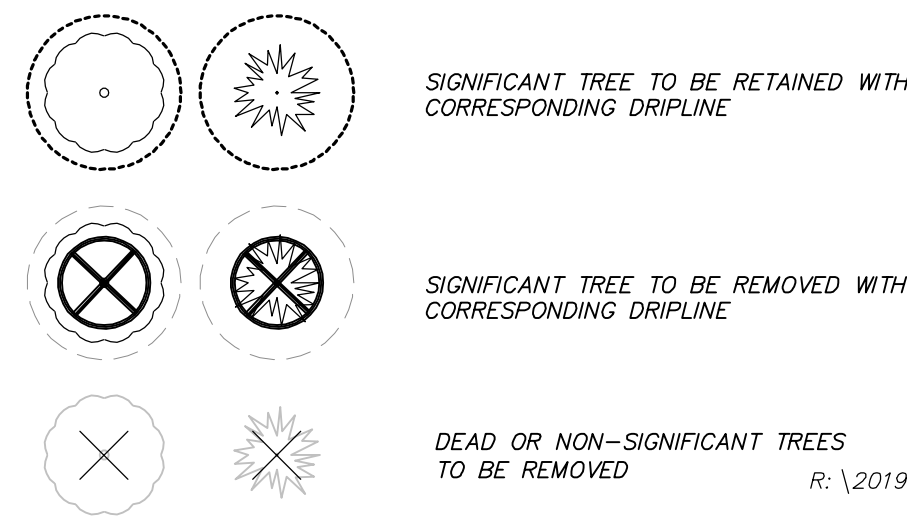 SIGNIFICANT TREE TO BE RETAINED WITH
CORRESPONDING DRIPLINE
SIGNIFICANT TREE TO BE REMOVED WITH
CORRESPONDING DRIPLINE
DEAD OR NON-SIGNIFICANT TREES
TO BE REMOVED
R: \2019